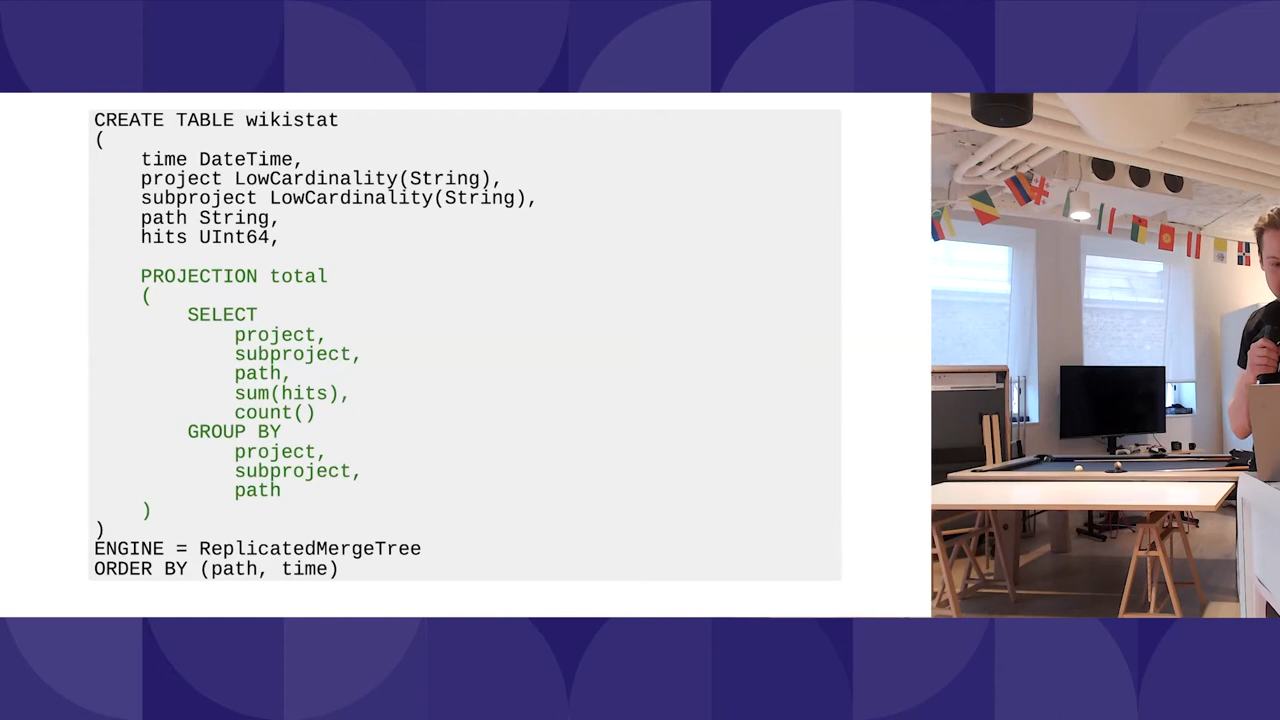 CREATE TABLE wikistat
(
    time DateTime,
    project LowCardinality(String),
    subproject LowCardinality(String),
    path String,
    hits UInt64,

    PROJECTION total
    (
        SELECT
            project,
            subproject,
            path,
            sum(hits),
            count()
        GROUP BY
            project,
            subproject,
            path
    )
)
ENGINE = ReplicatedMergeTree
ORDER BY (path, time)